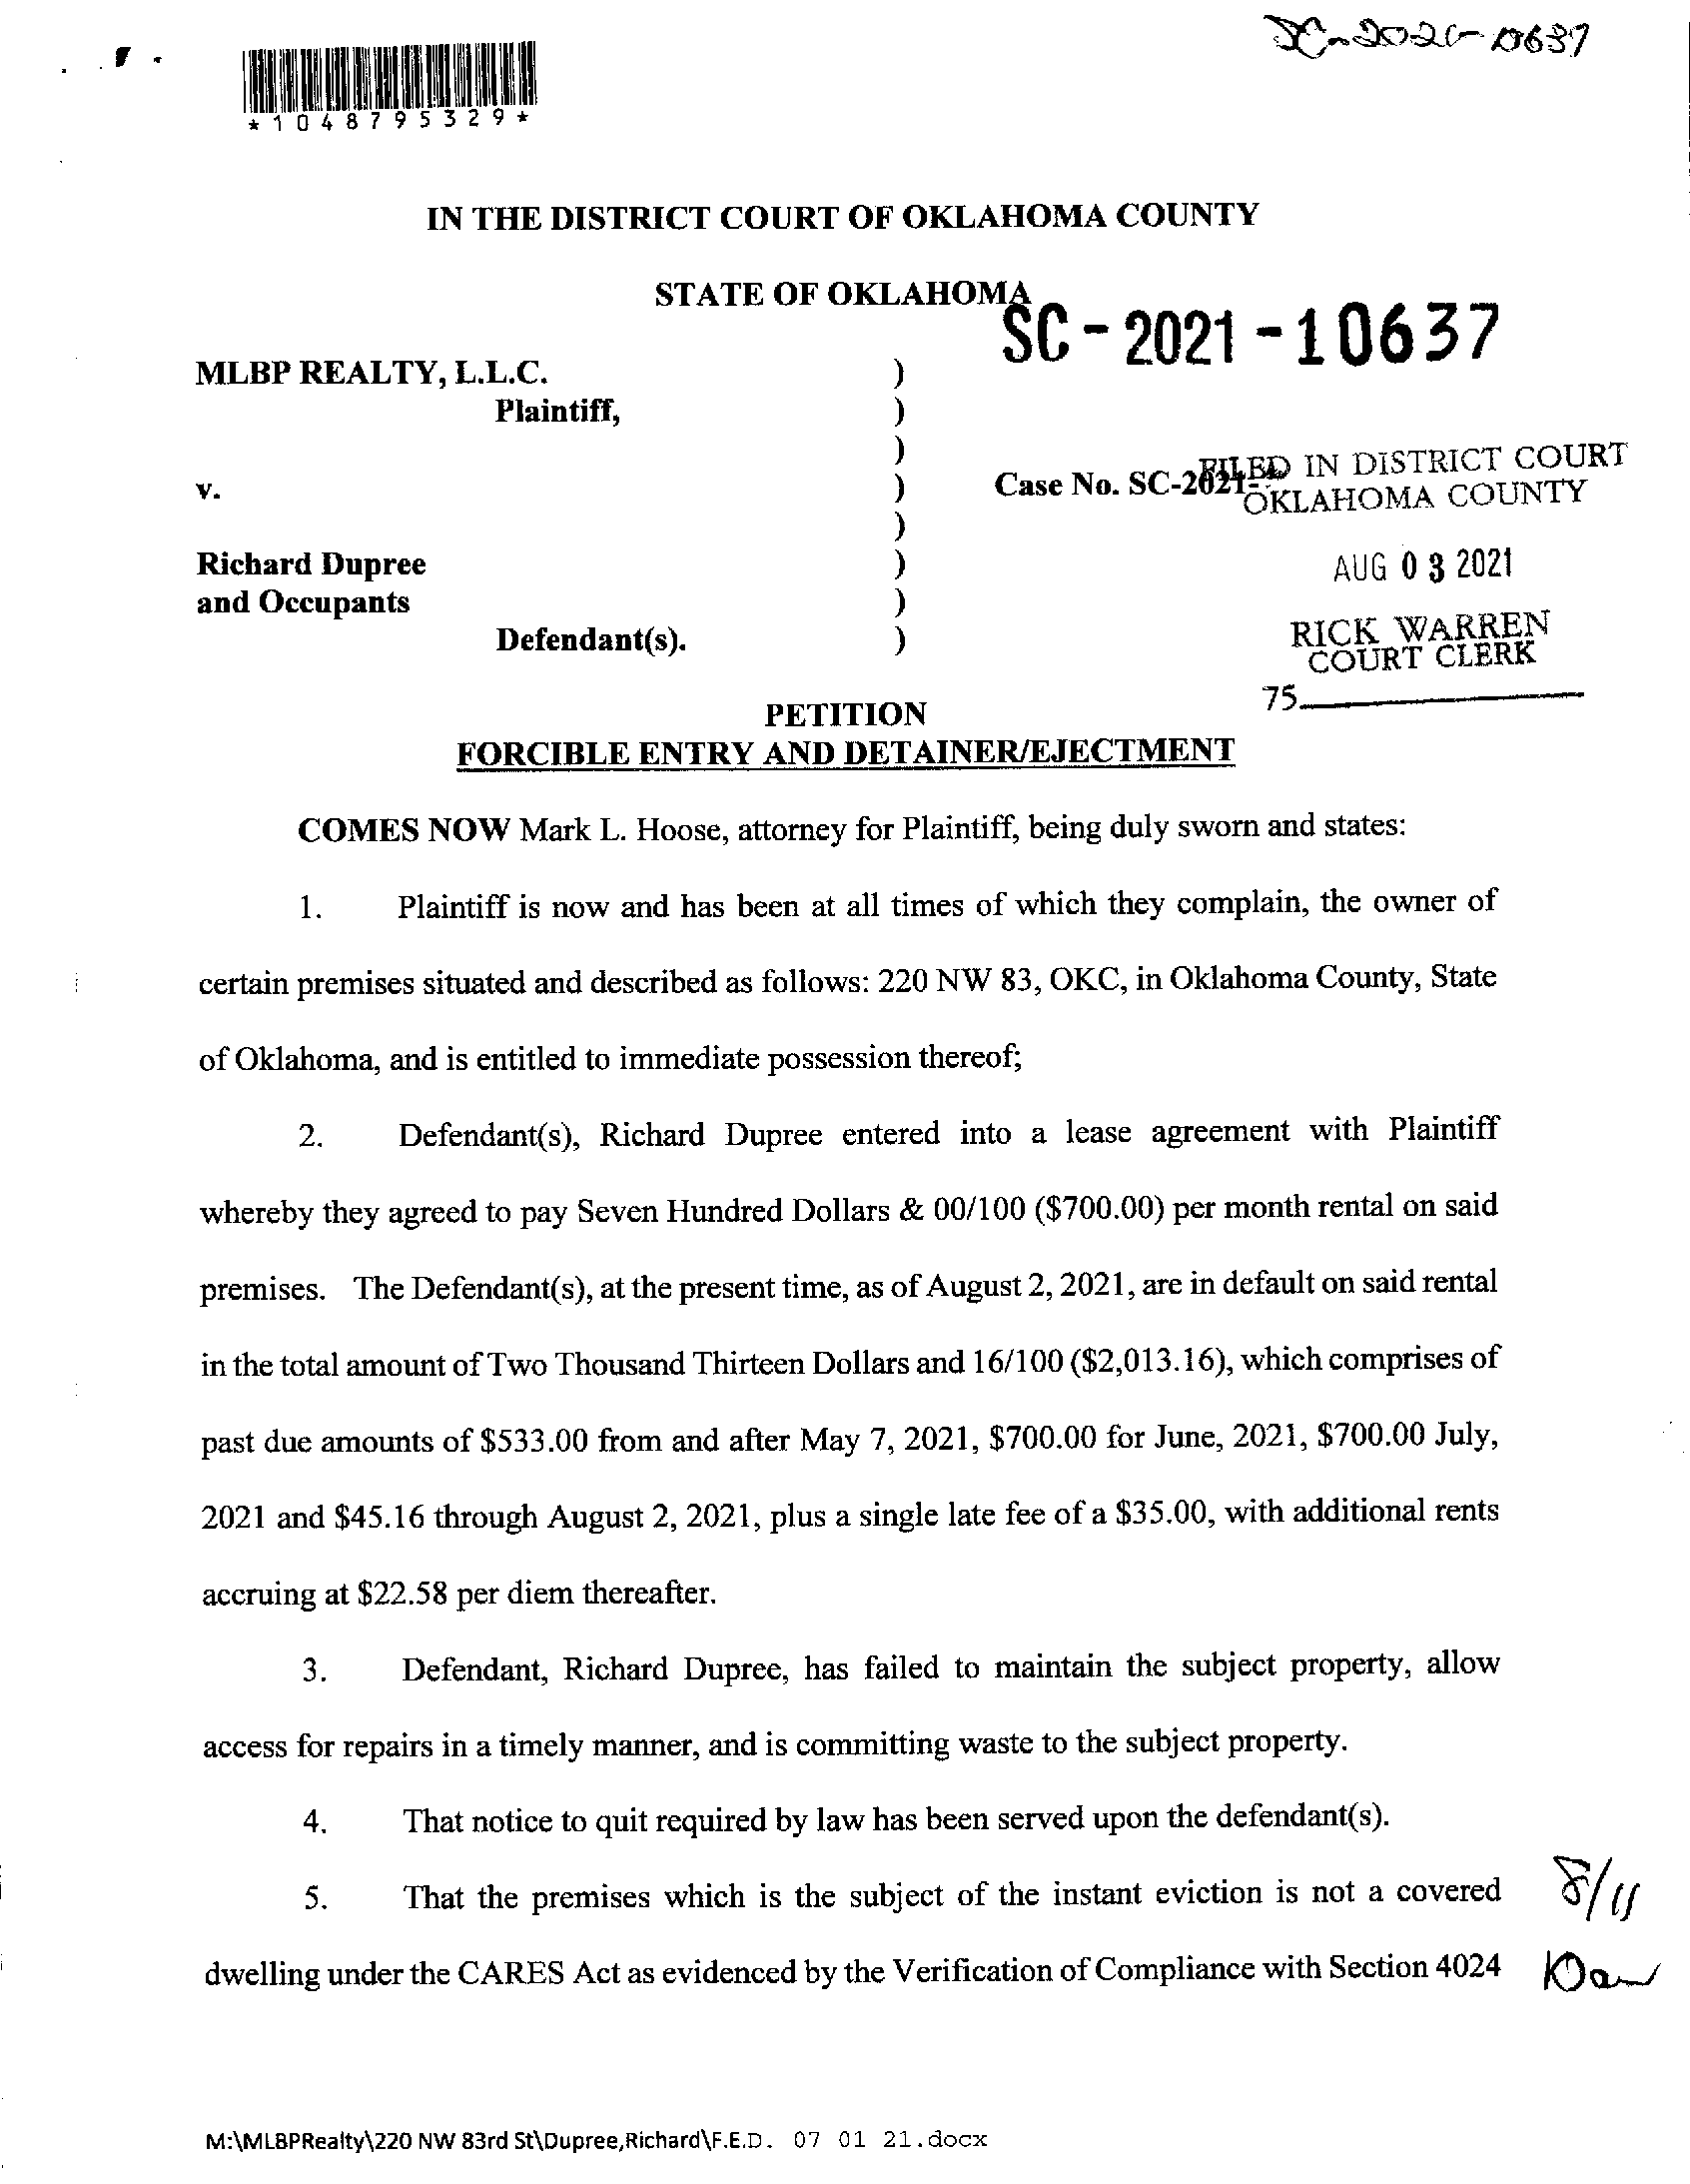 SC-2021-10637
*1048795329*
IN THE DISTRICT COURT OF OKLAHOMA COUNTY
STATE OF OKLAHOMA
SC-2021-10637
MLBP REALTY, L.L.C. )
Plaintiff, )
)
v. ) Case No. SC-2021-
)
Richard Dupree )
and Occupants )
Defendant(s). )
FILED IN DISTRICT COURT
OKLAHOMA COUNTY
AUG 03 2021
RICK WARREN
COURT CLERK
75
PETITION
FORCIBLE ENTRY AND DETAINER/EJECTMENT
COMES NOW Mark L. Hoose, attorney for Plaintiff, being duly sworn and states:
1. Plaintiff is now and has been at all times of which they complain, the owner of
certain premises situated and described as follows: 220 NW 83, OKC, in Oklahoma County, State
of Oklahoma, and is entitled to immediate possession thereof;
2. Defendant(s), Richard Dupree entered into a lease agreement with Plaintiff
whereby they agreed to pay Seven Hundred Dollars & 00/100 ($700.00) per month rental on said
premises. The Defendant(s), at the present time, as of August 2, 2021, are in default on said rental
in the total amount of Two Thousand Thirteen Dollars and 16/100 ($2,013.16), which comprises of
past due amounts of $533.00 from and after May 7, 2021, $700.00 for June, 2021, $700.00 July,
2021 and $45.16 through August 2, 2021, plus a single late fee of a $35.00, with additional rents
accruing at $22.58 per diem thereafter.
3. Defendant, Richard Dupree, has failed to maintain the subject property, allow
access for repairs in a timely manner, and is committing waste to the subject property.
4. That notice to quit required by law has been served upon the defendant(s).
5. That the premises which is the subject of the instant eviction is not a covered
8/11
dwelling under the CARES Act as evidenced by the Verification of Compliance with Section 4024
M:\MLBPRealty\220 NW 83rd St\Dupree,Richard\F.E.D. 07 01 21.docx